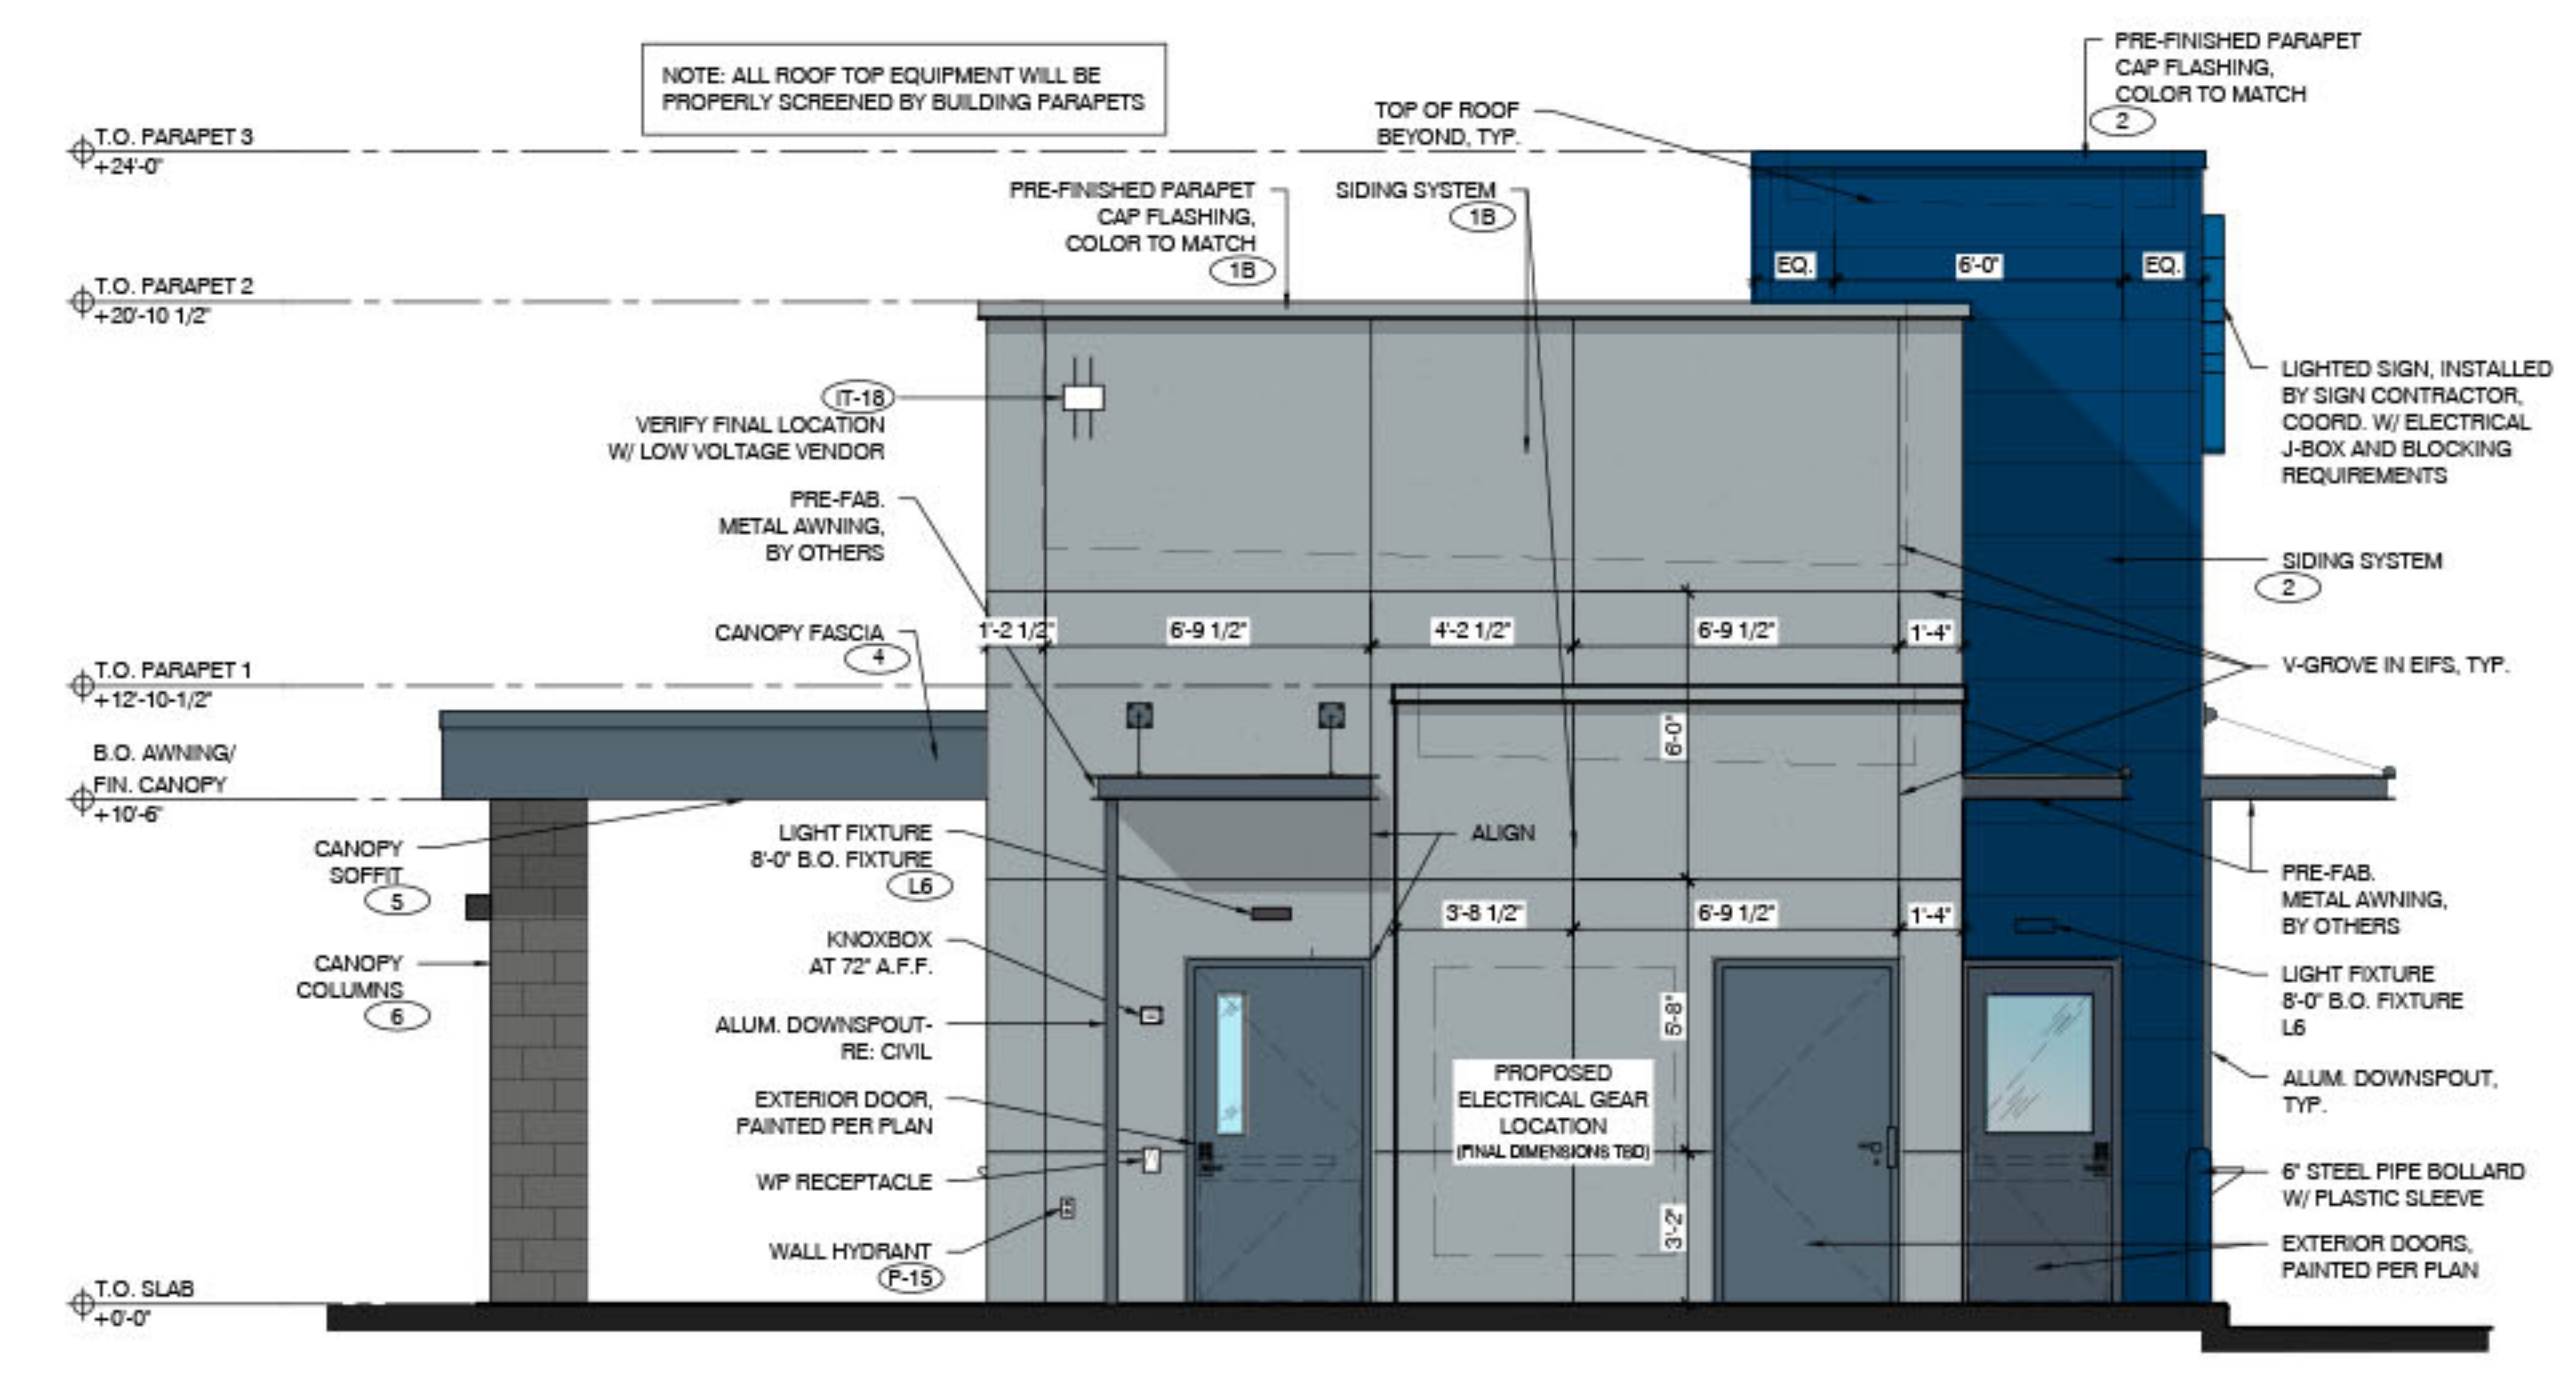 NOTE: ALL ROOF TOP EQUIPMENT WILL BE
PROPERLY SCREENED BY BUILDING PARAPETS
PRE-FINISHED PARAPET
CAP FLASHING,
COLOR TO MATCH
2
TOP OF ROOF
BEYOND, TYP.
T.O. PARAPET 3
+24'-0"
PRE-FINISHED PARAPET
CAP FLASHING,
COLOR TO MATCH
1B
SIDING SYSTEM
1B
EQ.
6'-0"
EQ.
T.O. PARAPET 2
+20'-10 1/2"
IT-18
VERIFY FINAL LOCATION
W/ LOW VOLTAGE VENDOR
LIGHTED SIGN, INSTALLED
BY SIGN CONTRACTOR,
COORD. W/ ELECTRICAL
J-BOX AND BLOCKING
REQUIREMENTS
PRE-FAB.
METAL AWNING,
BY OTHERS
SIDING SYSTEM
2
CANOPY FASCIA
4
1'-2 1/2"
6'-9 1/2"
4'-2 1/2"
6'-9 1/2"
1'-4"
V-GROVE IN EIFS, TYP.
T.O. PARAPET 1
+12'-10-1/2"
6'-0"
B.O. AWNING/
FIN. CANOPY
+10'-6"
CANOPY
SOFFIT
5
LIGHT FIXTURE
8'-0" B.O. FIXTURE
L6
ALIGN
PRE-FAB.
METAL AWNING,
BY OTHERS
3'-8 1/2"
6'-9 1/2"
1'-4"
KNOXBOX
AT 72" A.F.F.
CANOPY
COLUMNS
6
LIGHT FIXTURE
8'-0" B.O. FIXTURE
L6
5'-8"
ALUM. DOWNSPOUT-
RE: CIVIL
PROPOSED
ELECTRICAL GEAR
LOCATION
(FINAL DIMENSIONS TBD)
ALUM. DOWNSPOUT,
TYP.
EXTERIOR DOOR,
PAINTED PER PLAN
WP RECEPTACLE
6" STEEL PIPE BOLLARD
W/ PLASTIC SLEEVE
3'-2"
WALL HYDRANT
P-15
EXTERIOR DOORS,
PAINTED PER PLAN
T.O. SLAB
+0'-0"